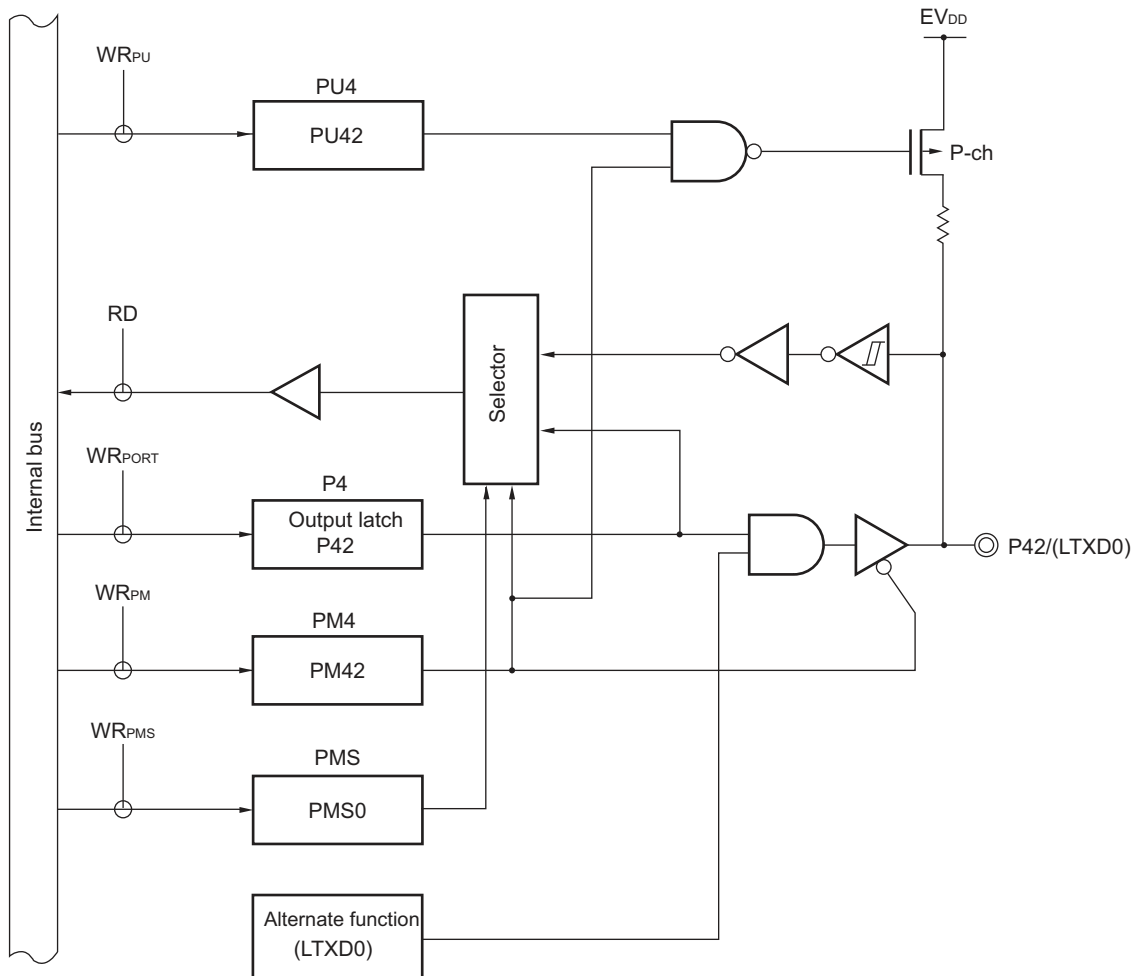 EVDD
WRPU
PU4
PU42
P-ch
RD
Selector
WRPORT
P4
Output latch
P42
Internal bus
P42/(LTXD0)
WRPM
PM4
PM42
WRPMS
PMS
PMS0
Alternate function
(LTXD0)